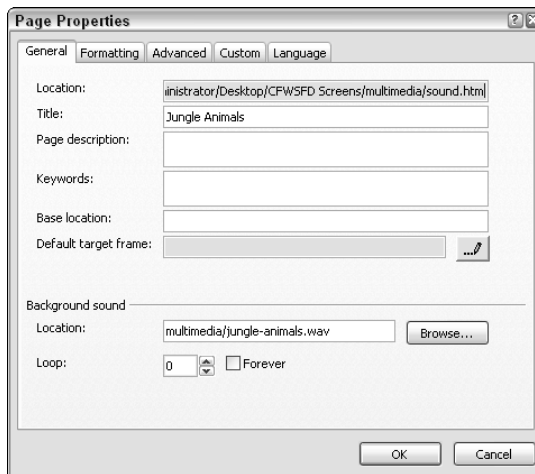 Page Properties
General Formatting Advanced Custom Language
Location: inistrator/Desktop/CFWSFD Screens/multimedia/sound.htm
Title: Jungle Animals
Page description:
Keywords:
Base location:
Default target frame: ...
Background sound
Location: multimedia/jungle-animals.wav Browse...
Loop: 0 Forever
OK Cancel